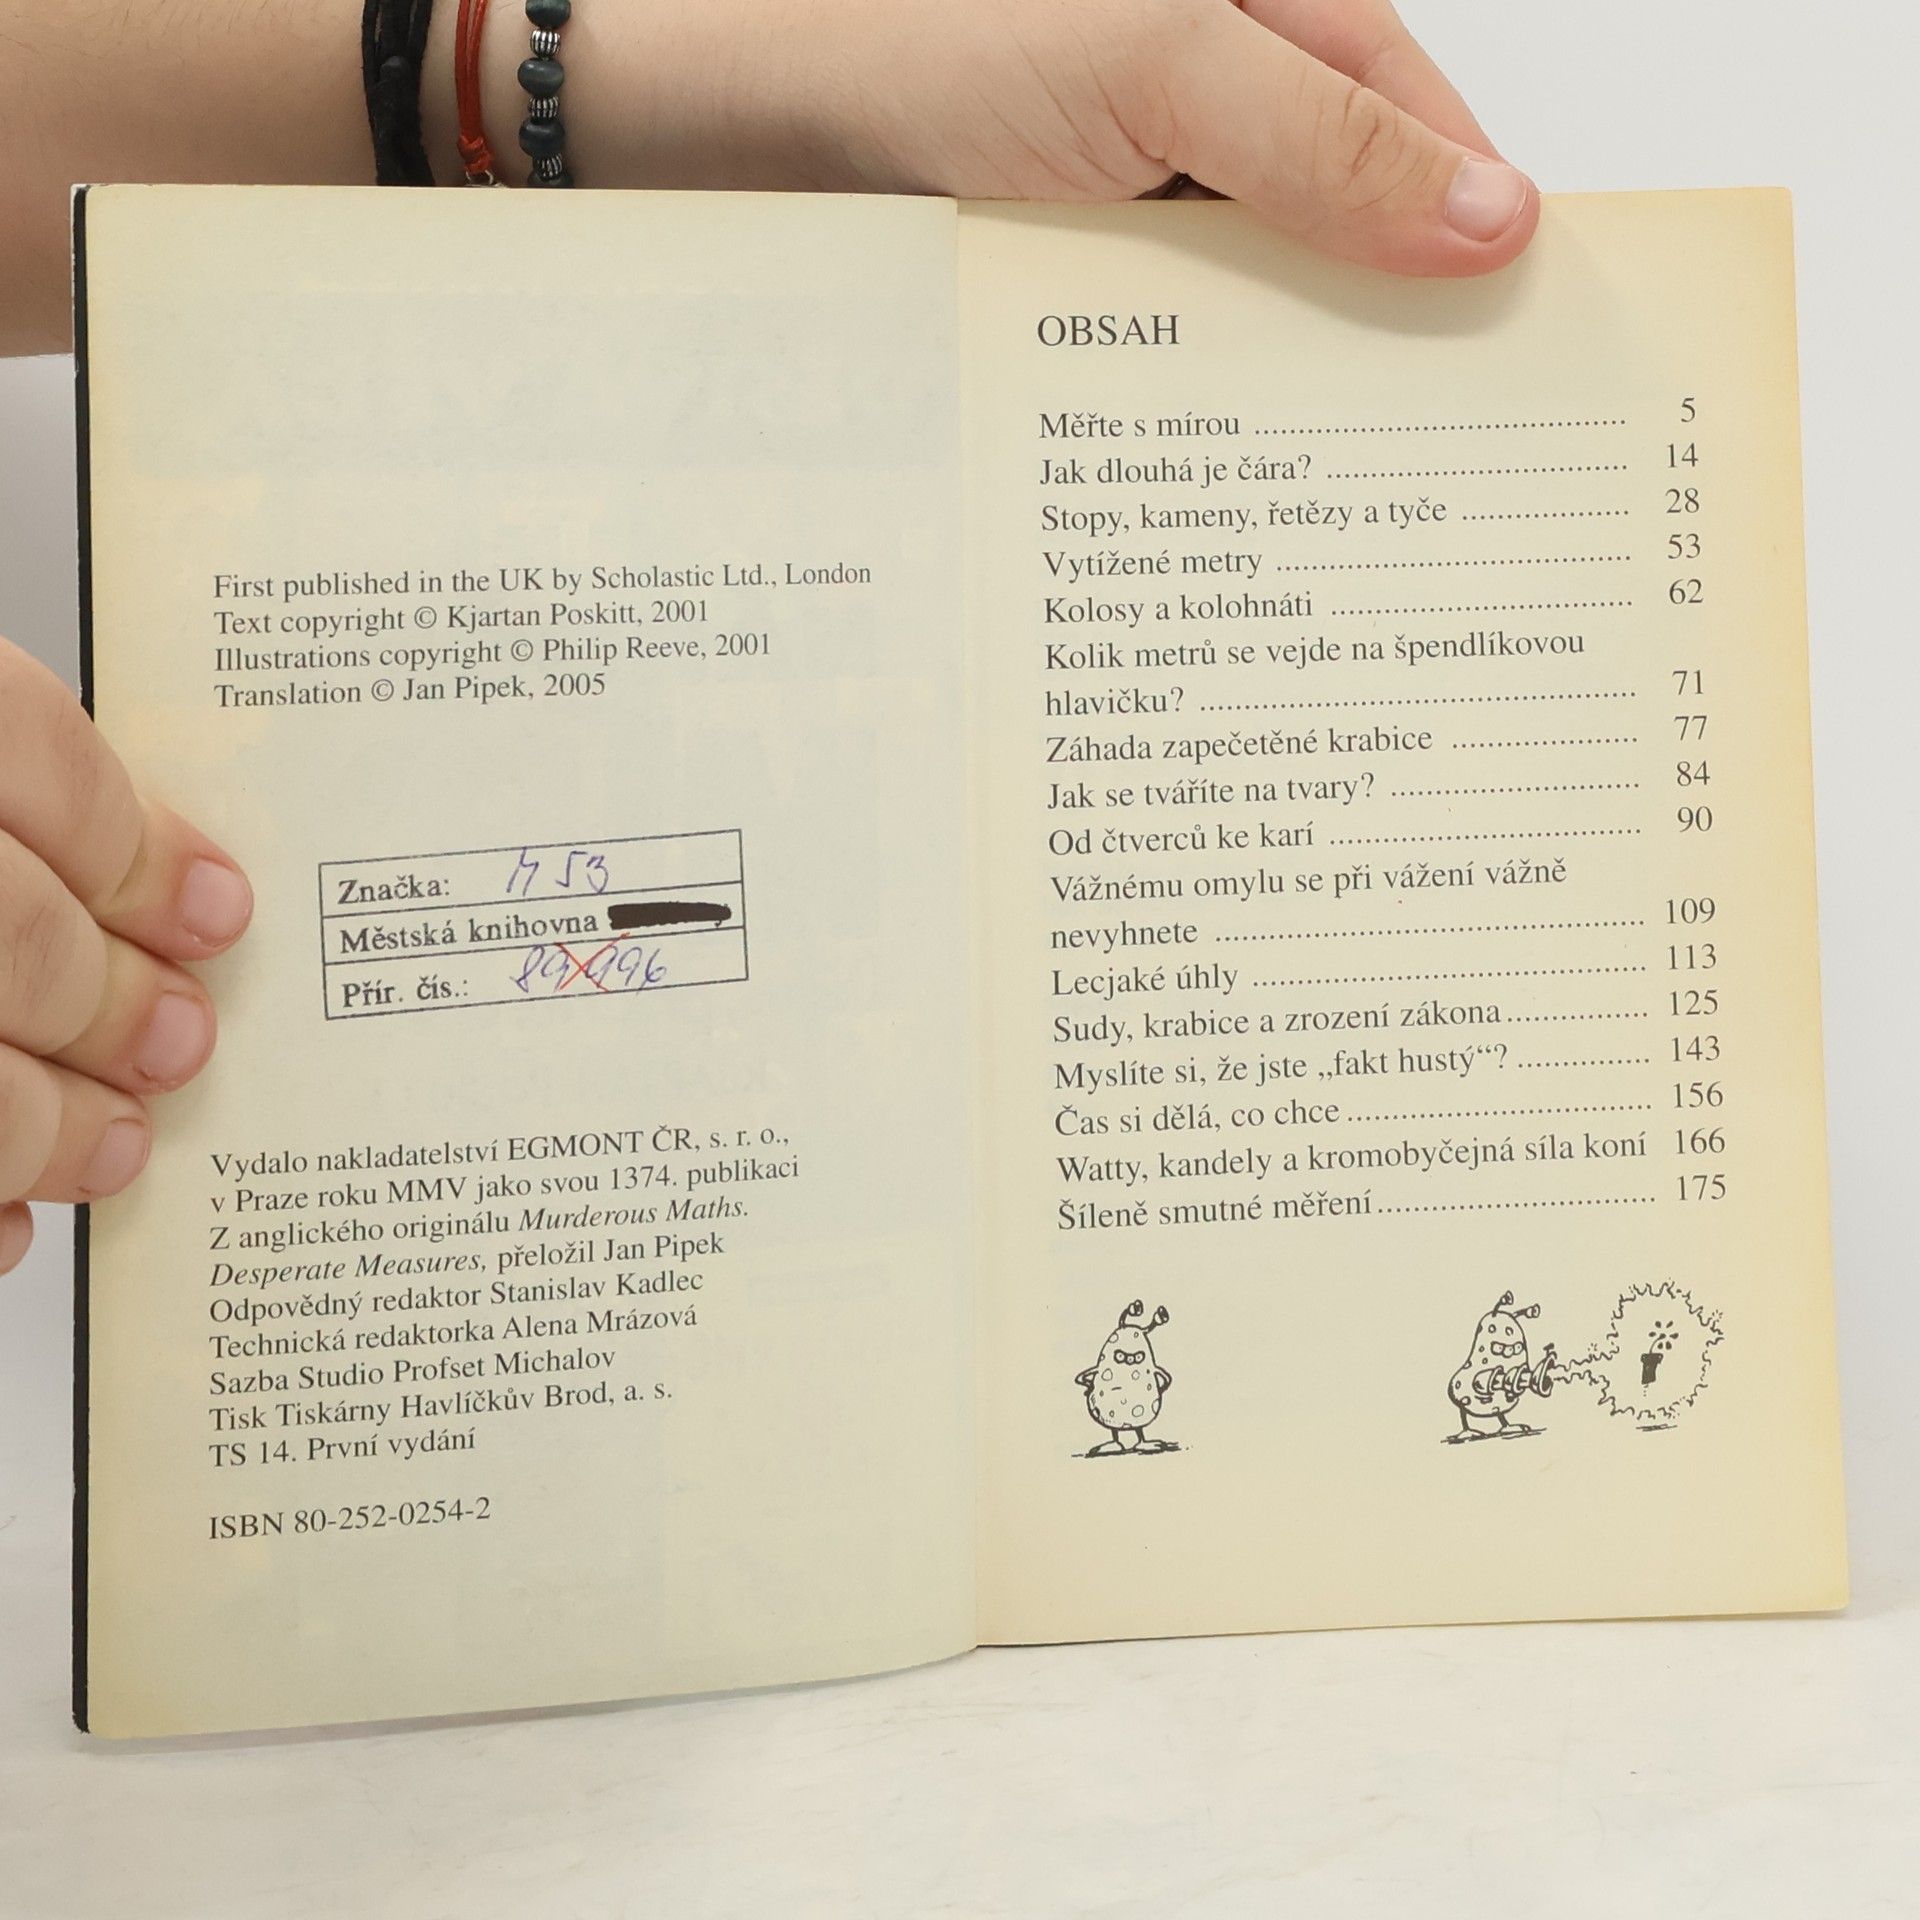 First published in the UK by Scholastic Ltd., London
Text copyright © Kjartan Poskitt, 2001
Illustrations copyright © Philip Reeve, 2001
Translation © Jan Pipek, 2005
Značka: M 53
Městská knihovna
Přír. čís.: 89 996
Vydalo nakladatelství EGMONT ČR, s. r. o.,
v Praze roku MMV jako svou 1374. publikaci
Z anglického originálu Murderous Maths.
Desperate Measures, přeložil Jan Pipek
Odpovědný redaktor Stanislav Kadlec
Technická redaktorka Alena Mrázová
Sazba Studio Profset Michalov
Tisk Tiskárny Havlíčkův Brod, a. s.
TS 14. První vydání
ISBN 80-252-0254-2
OBSAH
Měřte s mírou ........................................... 5
Jak dlouhá je čára? ................................... 14
Stopy, kameny, řetězy a tyče ................... 28
Vytížené metry ......................................... 53
Kolosy a kolohnáti ................................... 62
Kolik metrů se vejde na špendlíkovou
hlavičku? .................................................. 71
Záhada zapečetěné krabice ...................... 77
Jak se tváříte na tvary? ............................. 84
Od čtverců ke karí .................................... 90
Vážnému omylu se při vážení vážně
nevyhnete ................................................. 109
Lecjaké úhly ............................................. 113
Sudy, krabice a zrození zákona................ 125
Myslíte si, že jste „fakt hustý“? ............... 143
Čas si dělá, co chce................................... 156
Watty, kandely a kromobyčejná síla koní 166
Šíleně smutné měření................................ 175